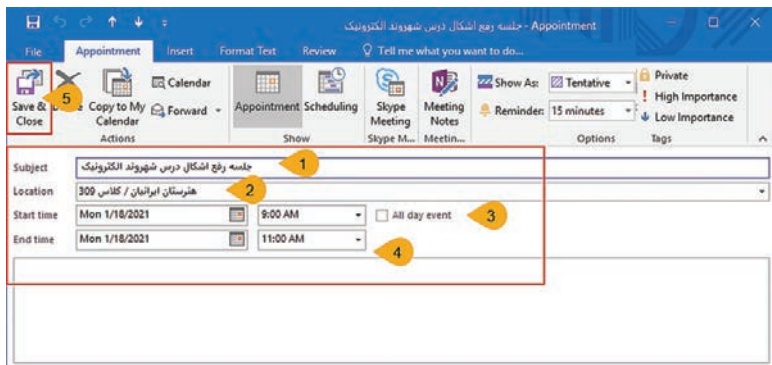 جلسه رفع اشکال درس شهروند الکترونیک - Appointment
File Appointment Insert Format Text Review Tell me what you want to do...
Save & Close
5
Copy to My Calendar
Calendar
Forward
Actions
Appointment Scheduling
Show
Skype Meeting
Skype M...
Meeting Notes
Meetin...
Show As: Tentative
Reminder: 15 minutes
Options
Private
High Importance
Low Importance
Tags
Subject جلسه رفع اشکال درس شهروند الکترونیک 1
Location هنرستان ایرانیان / کلاس 309 2
Start time Mon 1/18/2021 9:00 AM All day event 3
End time Mon 1/18/2021 11:00 AM 4